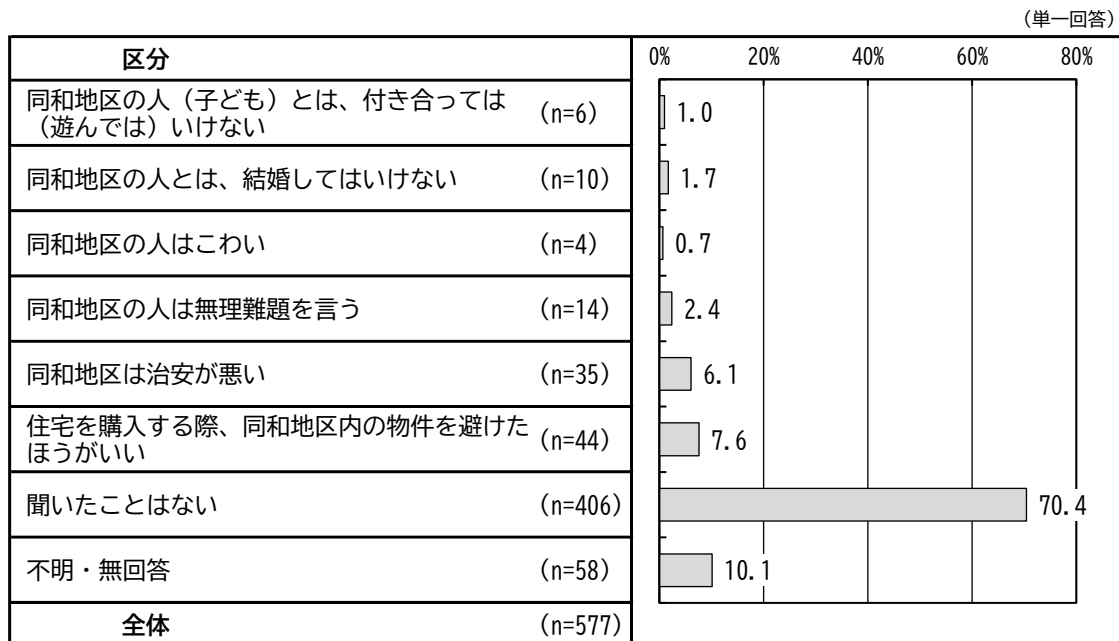 （単一回答）
区分
0% 20% 40% 60% 80%
同和地区の人（子ども）とは、付き合っては
（遊んでは）いけない
(n=6)
1.0
同和地区の人とは、結婚してはいけない (n=10) 1.7
同和地区の人はこわい (n=4) 0.7
同和地区の人は無理難題を言う (n=14) 2.4
同和地区は治安が悪い (n=35) 6.1
住宅を購入する際、同和地区内の物件を避けた
ほうがいい
(n=44)
7.6
聞いたことはない (n=406) 70.4
不明・無回答 (n=58) 10.1
全体 (n=577)